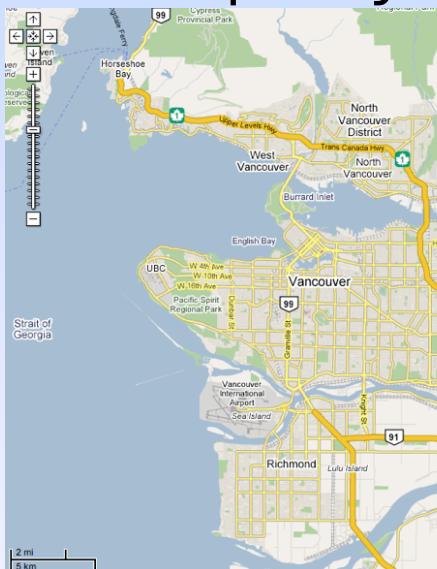 99
Cypress
Provincial Park
Horseshoe
Bay
1
Upper Levels Hwy
North
Vancouver
District
Trans Canada Hwy
1
West
Vancouver
North
Vancouver
Burrard Inlet
English Bay
UBC
W 4th Ave
W 10th Ave
W 16th Ave
Vancouver
Pacific Spirit
Regional Park
Dunbar St
99
Granville St
Strait of
Georgia
Vancouver
International
Airport
Sea Island
Knight St
91
Richmond
Lulu Island
2 mi
5 km